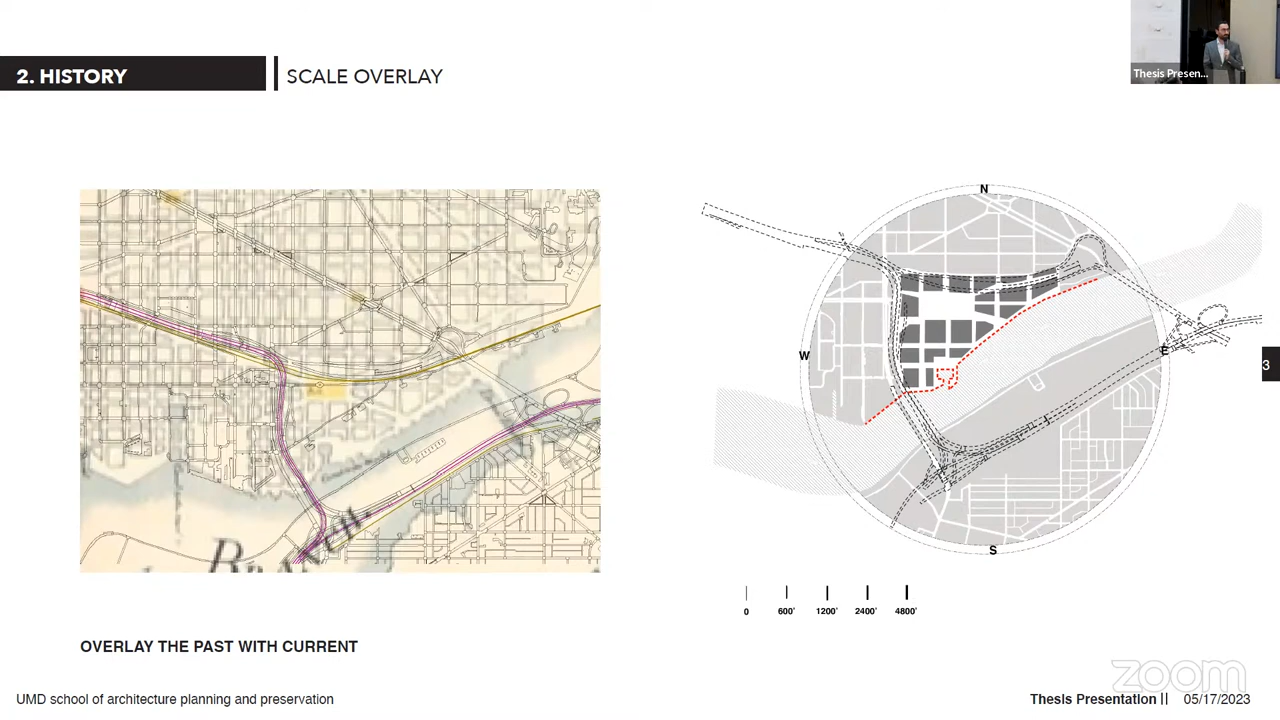 Thesis Presen...
2. HISTORY
SCALE OVERLAY
N
W
E
S
3
0 600' 1200' 2400' 4800'
OVERLAY THE PAST WITH CURRENT
zoom
UMD school of architecture planning and preservation
Thesis Presentation || 05/17/2023